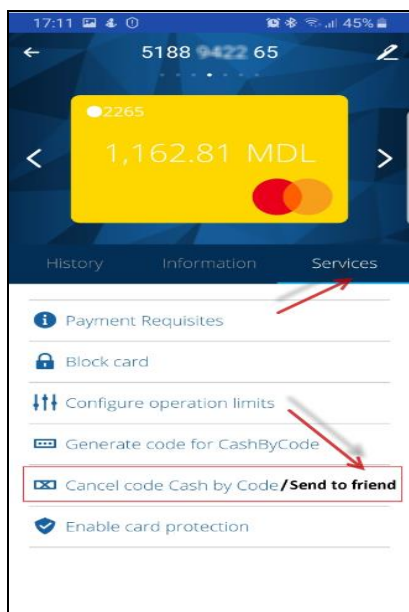 17:11 45%
5188 9422 65
2265
1,162.81 MDL
History Information Services
Payment Requisites
Block card
Configure operation limits
Generate code for CashByCode
Cancel code Cash by Code/Send to friend
Enable card protection